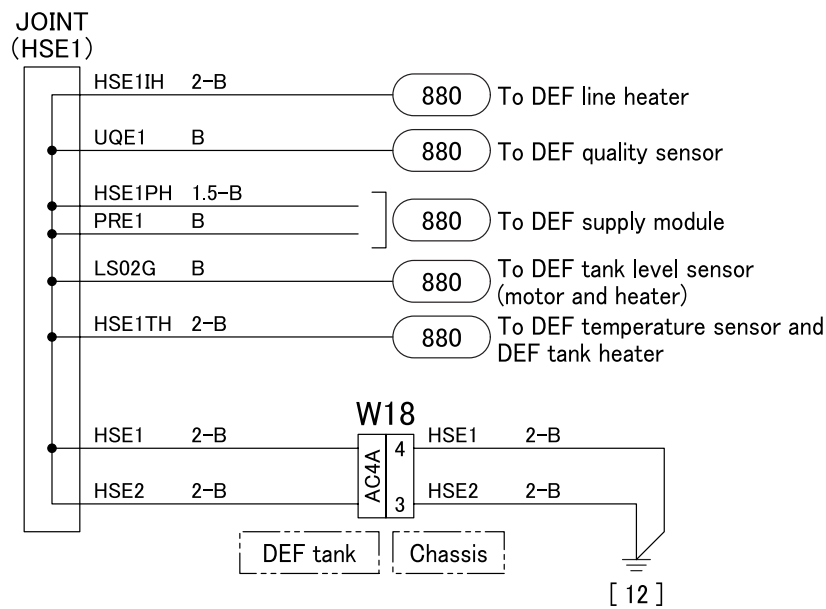 JOINT
(HSE1)
HSE1IH 2-B 880 To DEF line heater
UQE1 B 880 To DEF quality sensor
HSE1PH 1.5-B
PRE1 B
880 To DEF supply module
LS02G B 880 To DEF tank level sensor
(motor and heater)
HSE1TH 2-B 880 To DEF temperature sensor and
DEF tank heater
W18
HSE1 2-B 4 HSE1 2-B
AC4A
HSE2 2-B 3 HSE2 2-B
DEF tank Chassis
[ 12 ]